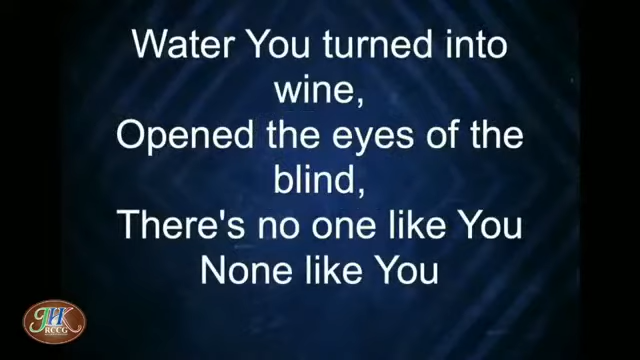 Water You turned into
wine,
Opened the eyes of the
blind,
There's no one like You
None like You
JHK
RCCG